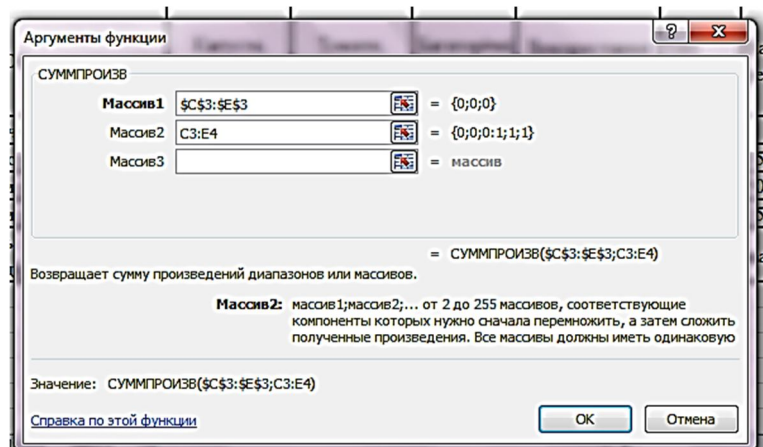 Аргументы функции
СУММПРОИЗВ
Массив1 $C$3:$E$3 = {0;0;0}
Массив2 C3:E4 = {0;0;0:1;1;1}
Массив3 = массив
= СУММПРОИЗВ($C$3:$E$3;C3:E4)
Возвращает сумму произведений диапазонов или массивов.
Массив2: массив1;массив2;... от 2 до 255 массивов, соответствующие
компоненты которых нужно сначала перемножить, а затем сложить
полученные произведения. Все массивы должны иметь одинаковую
Значение: СУММПРОИЗВ($C$3:$E$3;C3:E4)
Справка по этой функции
OK Отмена